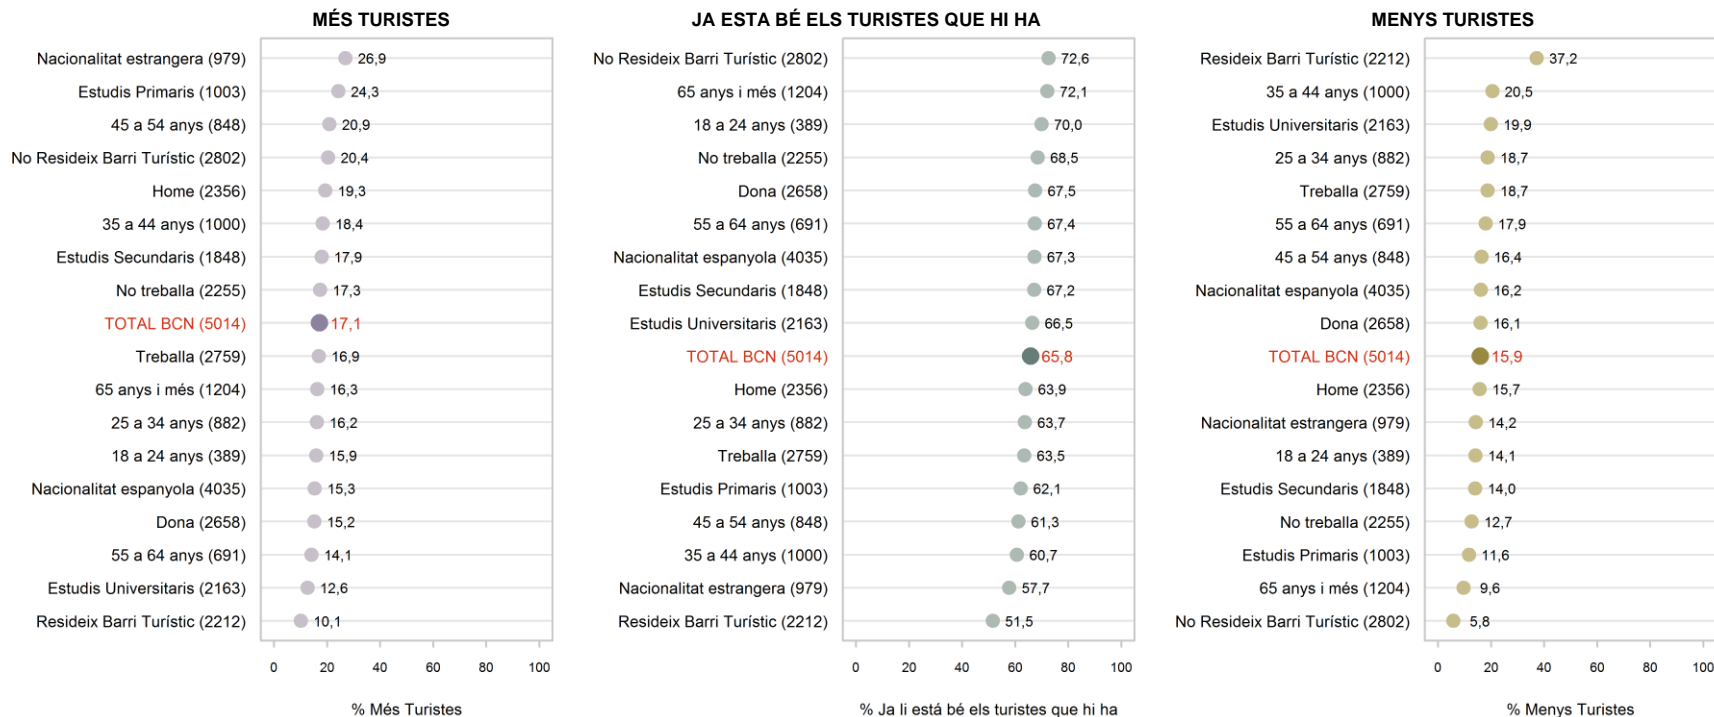 MÉS TURISTES
Nacionalitat estrangera (979) 26,9
Estudis Primaris (1003) 24,3
45 a 54 anys (848) 20,9
No Resideix Barri Turístic (2802) 20,4
Home (2356) 19,3
35 a 44 anys (1000) 18,4
Estudis Secundaris (1848) 17,9
No treballa (2255) 17,3
TOTAL BCN (5014) 17,1
Treballa (2759) 16,9
65 anys i més (1204) 16,3
25 a 34 anys (882) 16,2
18 a 24 anys (389) 15,9
Nacionalitat espanyola (4035) 15,3
Dona (2658) 15,2
55 a 64 anys (691) 14,1
Estudis Universitaris (2163) 12,6
Resideix Barri Turístic (2212) 10,1
0 20 40 60 80 100
% Més Turistes
JA ESTA BÉ ELS TURISTES QUE HI HA
No Resideix Barri Turístic (2802) 72,6
65 anys i més (1204) 72,1
18 a 24 anys (389) 70,0
No treballa (2255) 68,5
Dona (2658) 67,5
55 a 64 anys (691) 67,4
Nacionalitat espanyola (4035) 67,3
Estudis Secundaris (1848) 67,2
Estudis Universitaris (2163) 66,5
TOTAL BCN (5014) 65,8
Home (2356) 63,9
25 a 34 anys (882) 63,7
Treballa (2759) 63,5
Estudis Primaris (1003) 62,1
45 a 54 anys (848) 61,3
35 a 44 anys (1000) 60,7
Nacionalitat estrangera (979) 57,7
Resideix Barri Turístic (2212) 51,5
0 20 40 60 80 100
% Ja li está bé els turistes que hi ha
MENYS TURISTES
Resideix Barri Turístic (2212) 37,2
35 a 44 anys (1000) 20,5
Estudis Universitaris (2163) 19,9
25 a 34 anys (882) 18,7
Treballa (2759) 18,7
55 a 64 anys (691) 17,9
45 a 54 anys (848) 16,4
Nacionalitat espanyola (4035) 16,2
Dona (2658) 16,1
TOTAL BCN (5014) 15,9
Home (2356) 15,7
Nacionalitat estrangera (979) 14,2
18 a 24 anys (389) 14,1
Estudis Secundaris (1848) 14,0
No treballa (2255) 12,7
Estudis Primaris (1003) 11,6
65 anys i més (1204) 9,6
No Resideix Barri Turístic (2802) 5,8
0 20 40 60 80 100
% Menys Turistes